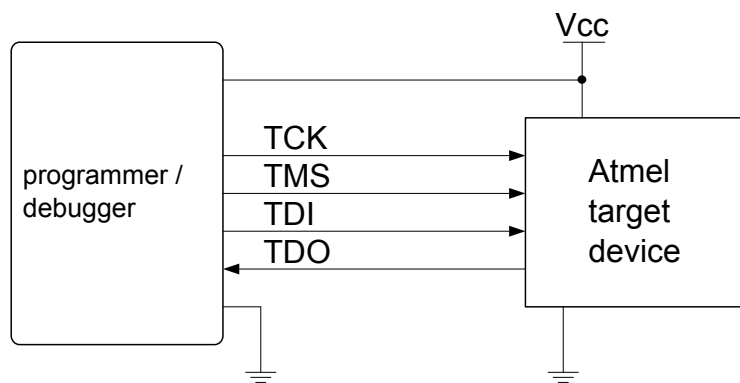 Vcc
TCK
TMS
TDI
TDO
programmer /
debugger
Atmel
target
device